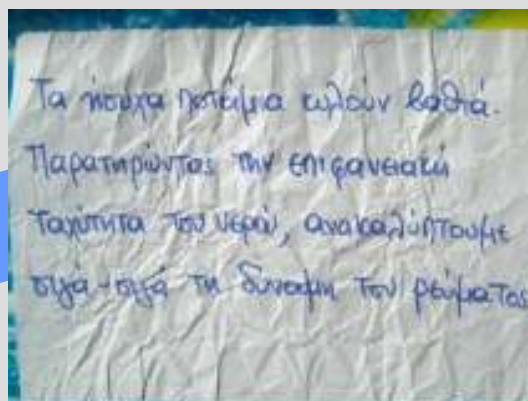 Τα ήσυχα ποτάμια κυλούν βαθιά.
Παρατηρώντας την επιφανειακή
ταχύτητα του νερού, ανακαλύπτουμε
σιγά-σιγά τη δύναμη του ρεύματος